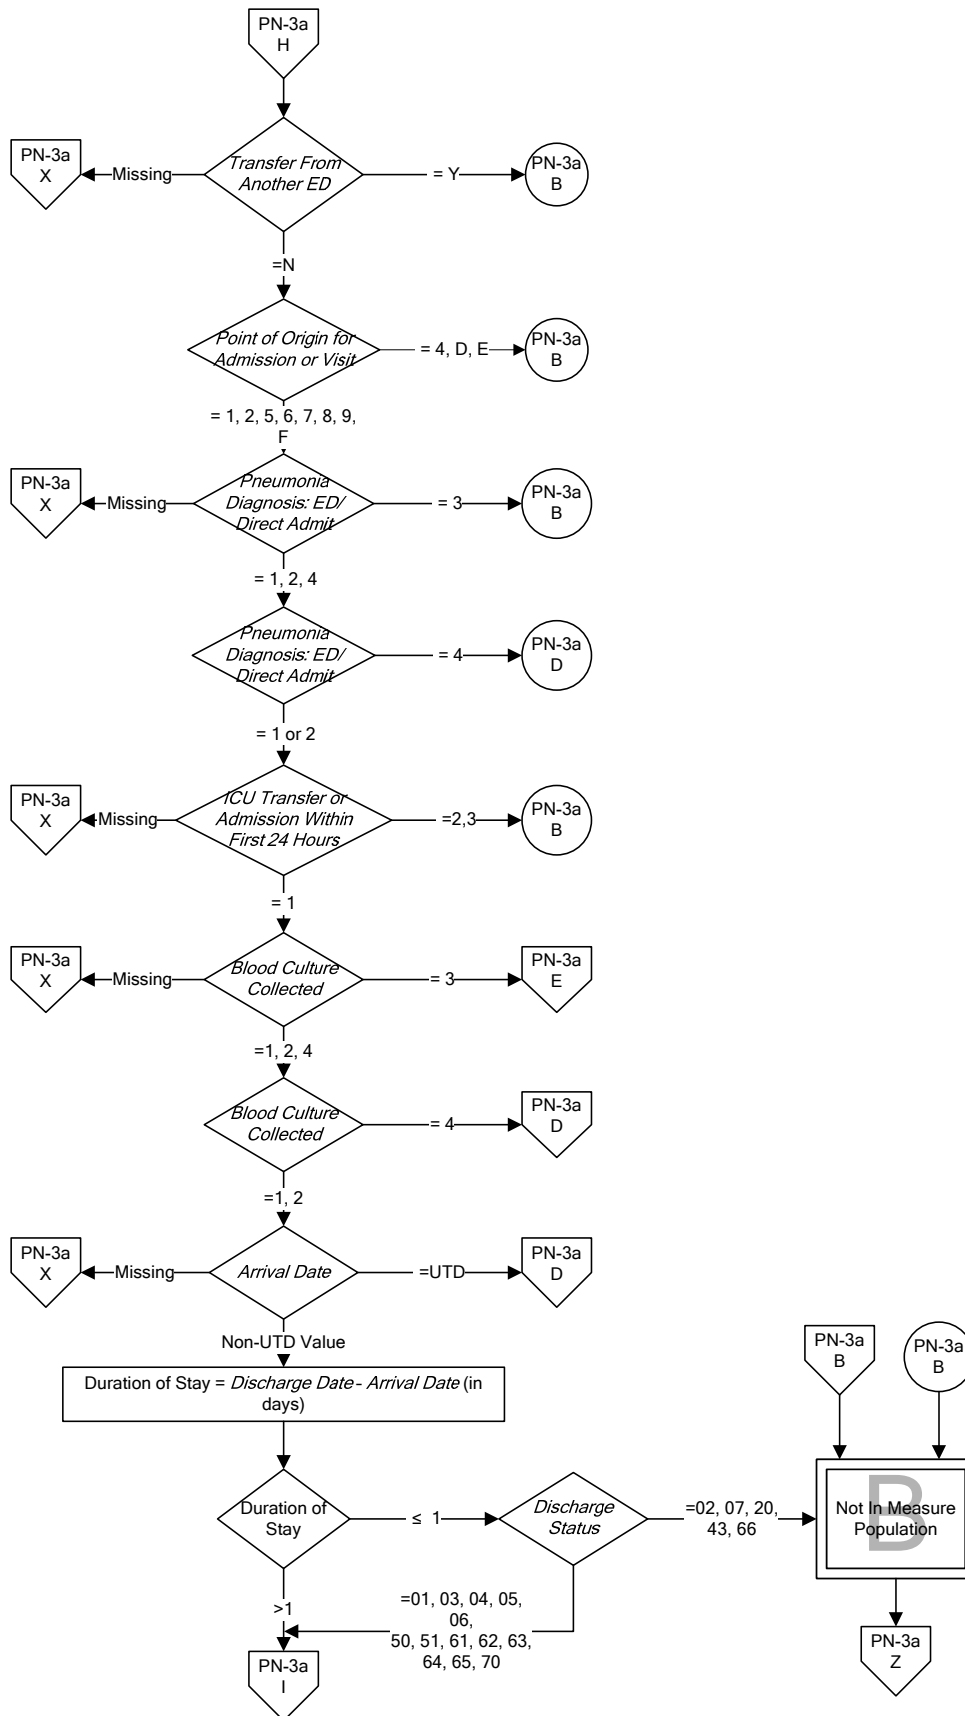 PN-3a
H
PN-3a
X
Missing
Transfer From
Another ED
= Y
PN-3a
B
=N
Point of Origin for
Admission or Visit
= 4, D, E
PN-3a
B
= 1, 2, 5, 6, 7, 8, 9,
F
PN-3a
X
Missing
Pneumonia
Diagnosis: ED/
Direct Admit
= 3
PN-3a
B
= 1, 2, 4
Pneumonia
Diagnosis: ED/
Direct Admit
= 4
PN-3a
D
= 1 or 2
PN-3a
X
Missing
ICU Transfer or
Admission Within
First 24 Hours
=2,3
PN-3a
B
= 1
PN-3a
X
Missing
Blood Culture
Collected
= 3
PN-3a
E
=1, 2, 4
Blood Culture
Collected
= 4
PN-3a
D
=1, 2
PN-3a
X
Missing
Arrival Date
=UTD
PN-3a
D
Non-UTD Value
PN-3a
B
PN-3a
B
Duration of Stay = Discharge Date - Arrival Date (in
days)
Duration of
Stay
≤ 1
Discharge
Status
=02, 07, 20,
43, 66
B
Not In Measure
Population
>1
=01, 03, 04, 05,
06,
50, 51, 61, 62, 63,
64, 65, 70
PN-3a
I
PN-3a
Z